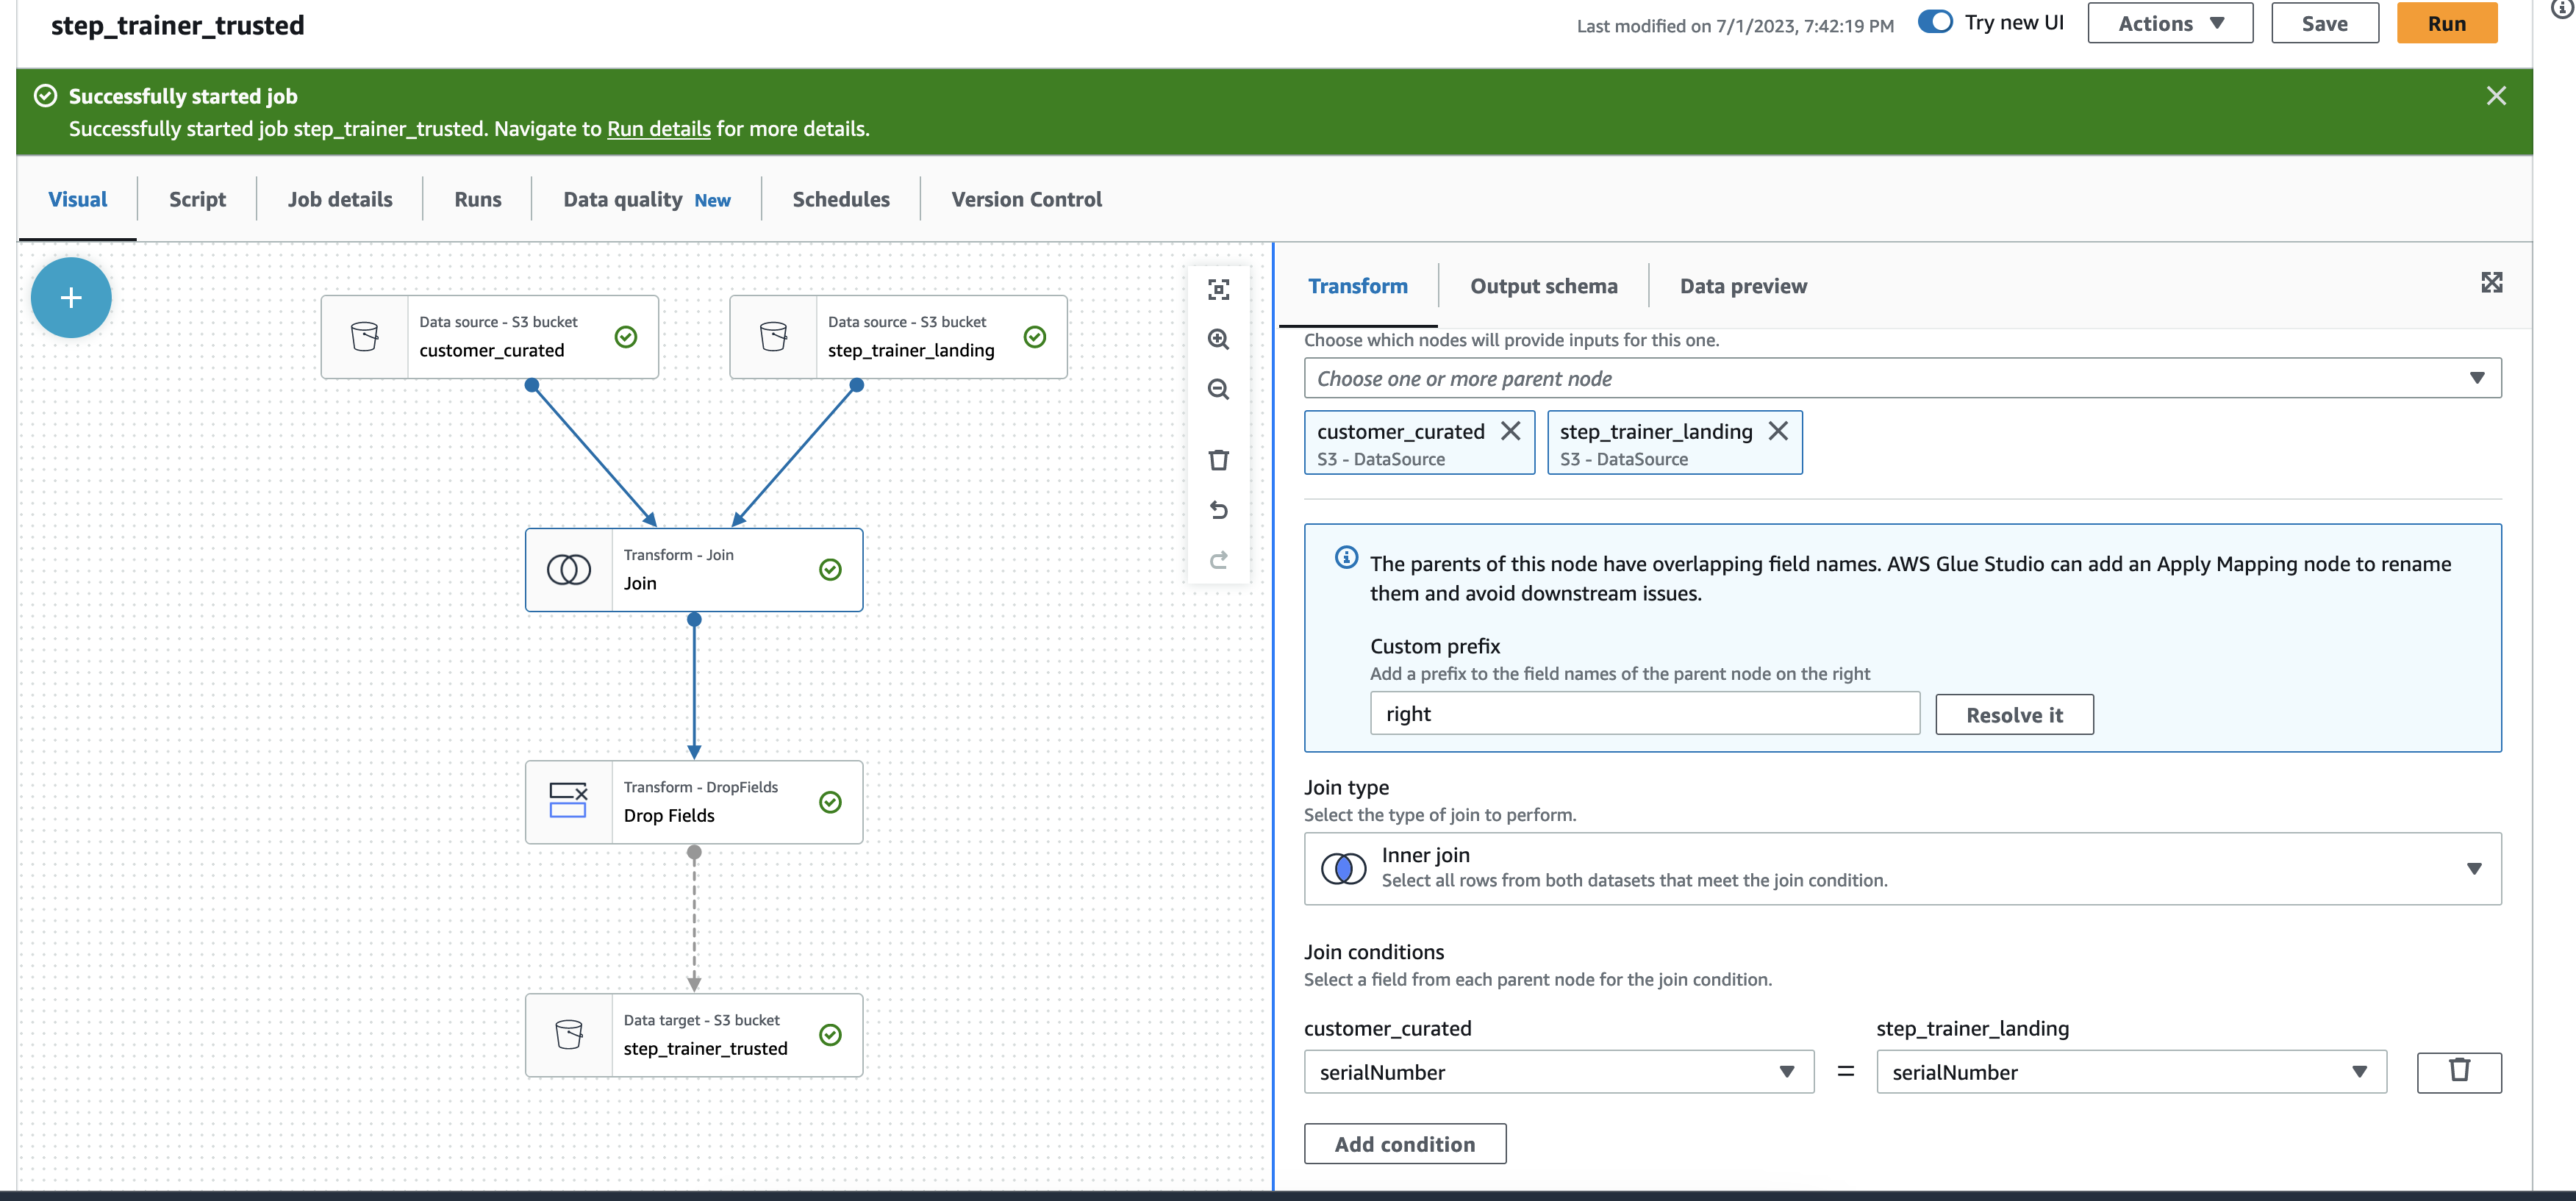 step_trainer_trusted
Last modified on 7/1/2023, 7:42:19 PM
Try new UI
Actions
Save
Run
Successfully started job
Successfully started job step_trainer_trusted. Navigate to Run details for more details.
Visual
Script
Job details
Runs
Data quality New
Schedules
Version Control
Data source - S3 bucket
customer_curated
Data source - S3 bucket
step_trainer_landing
Transform - Join
Join
Transform - DropFields
Drop Fields
Data target - S3 bucket
step_trainer_trusted
Transform
Output schema
Data preview
Choose which nodes will provide inputs for this one.
Choose one or more parent node
customer_curated
S3 - DataSource
step_trainer_landing
S3 - DataSource
The parents of this node have overlapping field names. AWS Glue Studio can add an Apply Mapping node to rename
them and avoid downstream issues.
Custom prefix
Add a prefix to the field names of the parent node on the right
right
Resolve it
Join type
Select the type of join to perform.
Inner join
Select all rows from both datasets that meet the join condition.
Join conditions
Select a field from each parent node for the join condition.
customer_curated
step_trainer_landing
serialNumber
=
serialNumber
Add condition